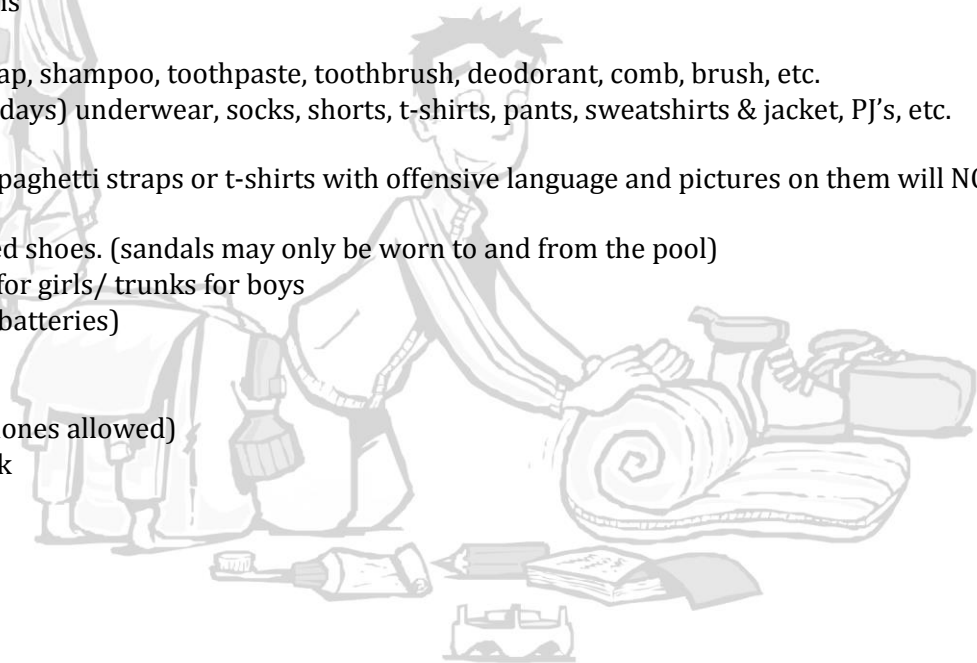 ap, shampoo, toothpaste, toothbrush, deodorant, comb, brush, etc.
days) underwear, socks, shorts, t-shirts, pants, sweatshirts & jacket, PJ's, etc.
paghetti straps or t-shirts with offensive language and pictures on them will NO
ed shoes. (sandals may only be worn to and from the pool)
for girls/ trunks for boys
batteries)
ones allowed)
k